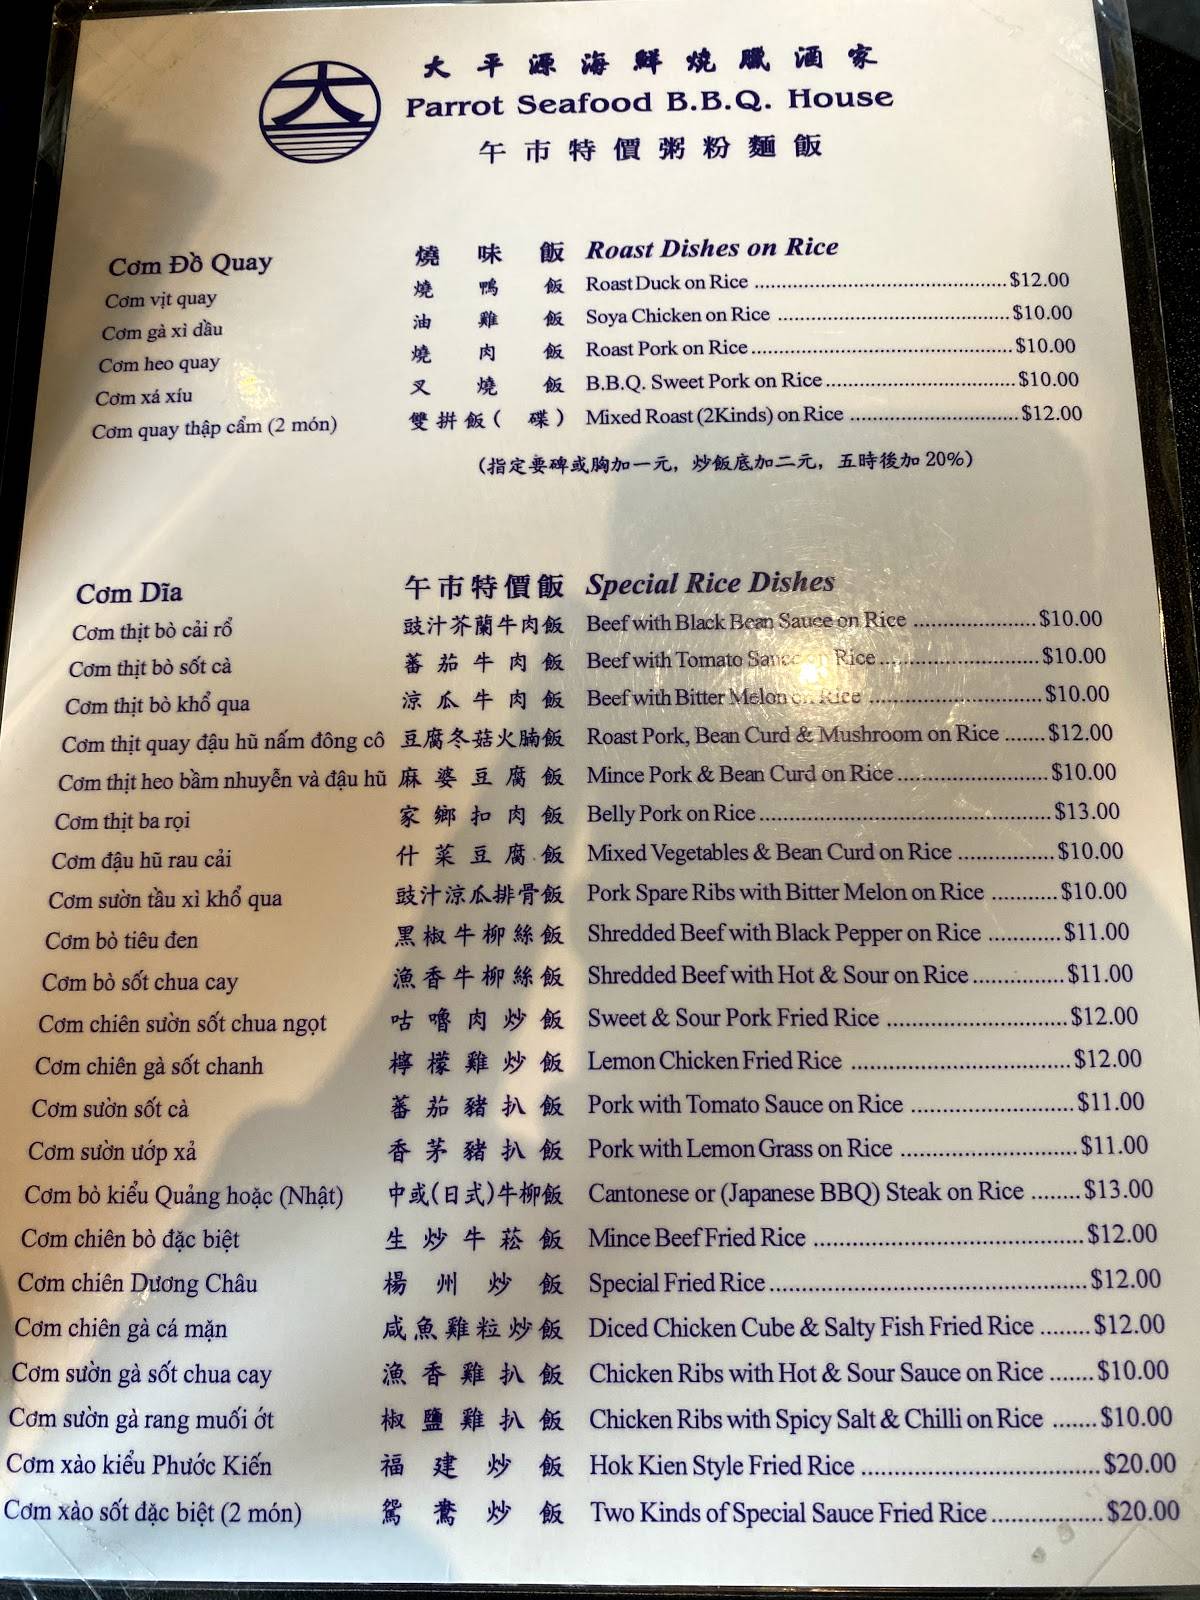 大平源海鮮燒臘酒家
大 Parrot Seafood B.B.Q. House
午市特價粥粉麵飯
Cơm Đồ Quay 燒味飯 Roast Dishes on Rice
Cơm vịt quay 燒鴨飯 Roast Duck on Rice ........ $12.00
Cơm gà xì dầu 油雞飯 Soya Chicken on Rice ........ $10.00
Cơm heo quay 燒肉飯 Roast Pork on Rice ........ $10.00
Cơm xá xíu 叉燒飯 B.B.Q. Sweet Pork on Rice ........ $10.00
Cơm quay thập cẩm (2 món) 雙拼飯( 碟) Mixed Roast (2Kinds) on Rice ........ $12.00
(指定要碑或胸加一元, 炒飯底加二元, 五時後加 20%)
Cơm Dĩa 午市特價飯 Special Rice Dishes
Cơm thịt bò cải rổ 豉汁芥蘭牛肉飯 Beef with Black Bean Sauce on Rice ........ $10.00
Cơm thịt bò sốt cà 蕃茄牛肉飯 Beef with Tomato Sauce on Rice ........ $10.00
Cơm thịt bò khổ qua 涼瓜牛肉飯 Beef with Bitter Melon on Rice ........ $10.00
Cơm thịt quay đậu hũ nấm đông cô 豆腐冬菇火腩飯 Roast Pork, Bean Curd & Mushroom on Rice ....... $12.00
Cơm thịt heo bằm nhuyễn và đậu hũ 麻婆豆腐飯 Mince Pork & Bean Curd on Rice ........ $10.00
Cơm thịt ba rọi 家鄉扣肉飯 Belly Pork on Rice ........ $13.00
Cơm đậu hũ rau cải 什菜豆腐飯 Mixed Vegetables & Bean Curd on Rice ........ $10.00
Cơm sườn tầu xì khổ qua 豉汁涼瓜排骨飯 Pork Spare Ribs with Bitter Melon on Rice ........ $10.00
Cơm bò tiêu đen 黑椒牛柳絲飯 Shredded Beef with Black Pepper on Rice ........ $11.00
Cơm bò sốt chua cay 漁香牛柳絲飯 Shredded Beef with Hot & Sour on Rice ........ $11.00
Cơm chiên sườn sốt chua ngọt 咕嚕肉炒飯 Sweet & Sour Pork Fried Rice ........ $12.00
Cơm chiên gà sốt chanh 檸檬雞炒飯 Lemon Chicken Fried Rice ........ $12.00
Cơm sườn sốt cà 蕃茄豬扒飯 Pork with Tomato Sauce on Rice ........ $11.00
Cơm sườn ướp xả 香茅豬扒飯 Pork with Lemon Grass on Rice ........ $11.00
Cơm bò kiểu Quảng hoặc (Nhật) 中或(日式)牛柳飯 Cantonese or (Japanese BBQ) Steak on Rice ........ $13.00
Cơm chiên bò đặc biệt 生炒牛菘飯 Mince Beef Fried Rice ........ $12.00
Cơm chiên Dương Châu 楊州炒飯 Special Fried Rice ........ $12.00
Cơm chiên gà cá mặn 咸魚雞粒炒飯 Diced Chicken Cube & Salty Fish Fried Rice ........ $12.00
Cơm sườn gà sốt chua cay 漁香雞扒飯 Chicken Ribs with Hot & Sour Sauce on Rice ....... $10.00
Cơm sườn gà rang muối ớt 椒鹽雞扒飯 Chicken Ribs with Spicy Salt & Chilli on Rice ....... $10.00
Cơm xào kiểu Phước Kiến 福建炒飯 Hok Kien Style Fried Rice ........ $20.00
Cơm xào sốt đặc biệt (2 món) 鴛鴦炒飯 Two Kinds of Special Sauce Fried Rice ........ $20.00